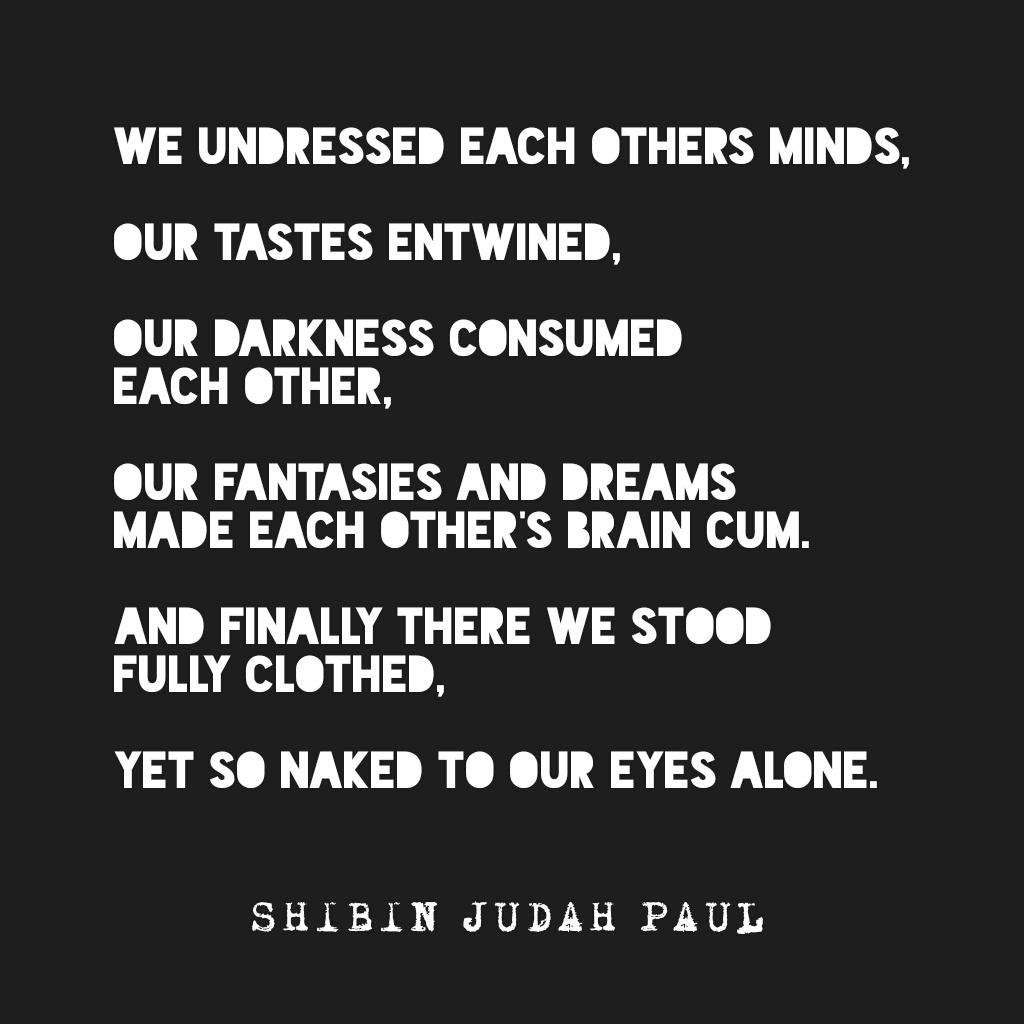 WE UNDRESSED EACH OTHERS MINDS,
OUR TASTES ENTWINED,
OUR DARKNESS CONSUMED
EACH OTHER,
OUR FANTASIES AND DREAMS
MADE EACH OTHER'S BRAIN CUM.
AND FINALLY THERE WE STOOD
FULLY CLOTHED,
YET SO NAKED TO OUR EYES ALONE.
SHIBIN JUDAH PAUL